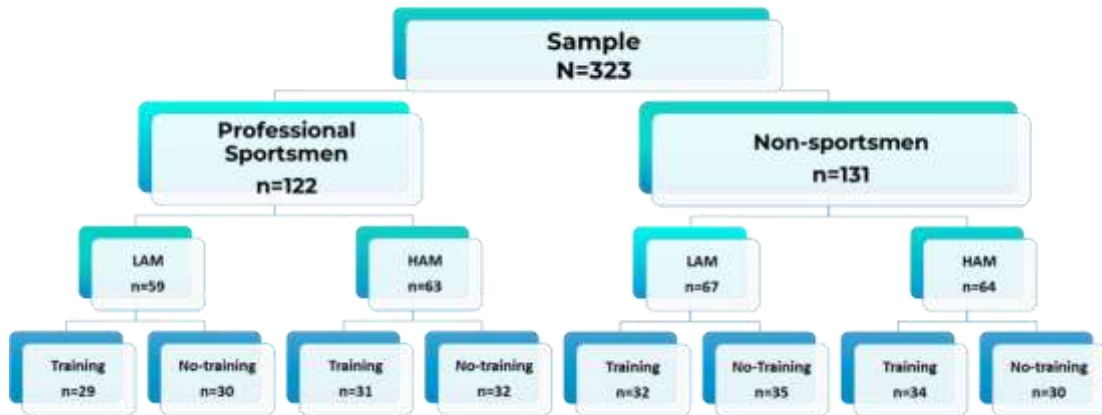 Sample
N=323
Professional
Sportsmen
n=122
Non-sportsmen
n=131
LAM
n=59
HAM
n=63
LAM
n=67
HAM
n=64
Training
n=29
No-training
n=30
Training
n=31
No-training
n=32
Training
n=32
No-Training
n=35
Training
n=34
No-training
n=30